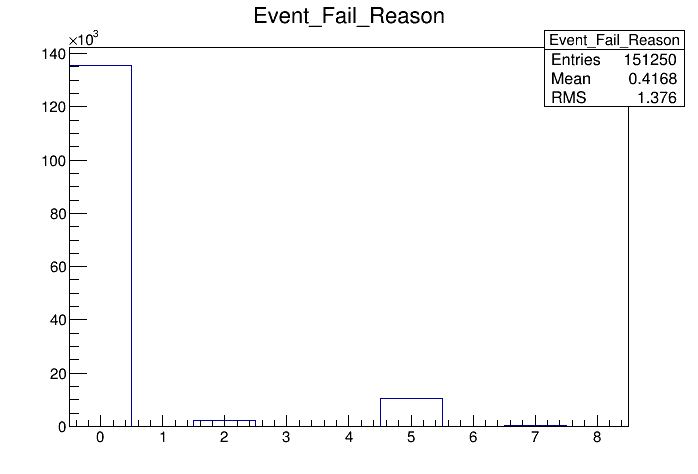 Event_Fail_Reason
×10³
Event_Fail_Reason
Entries 151250
Mean 0.4168
RMS 1.376
140
120
100
80
60
40
20
0
0 1 2 3 4 5 6 7 8